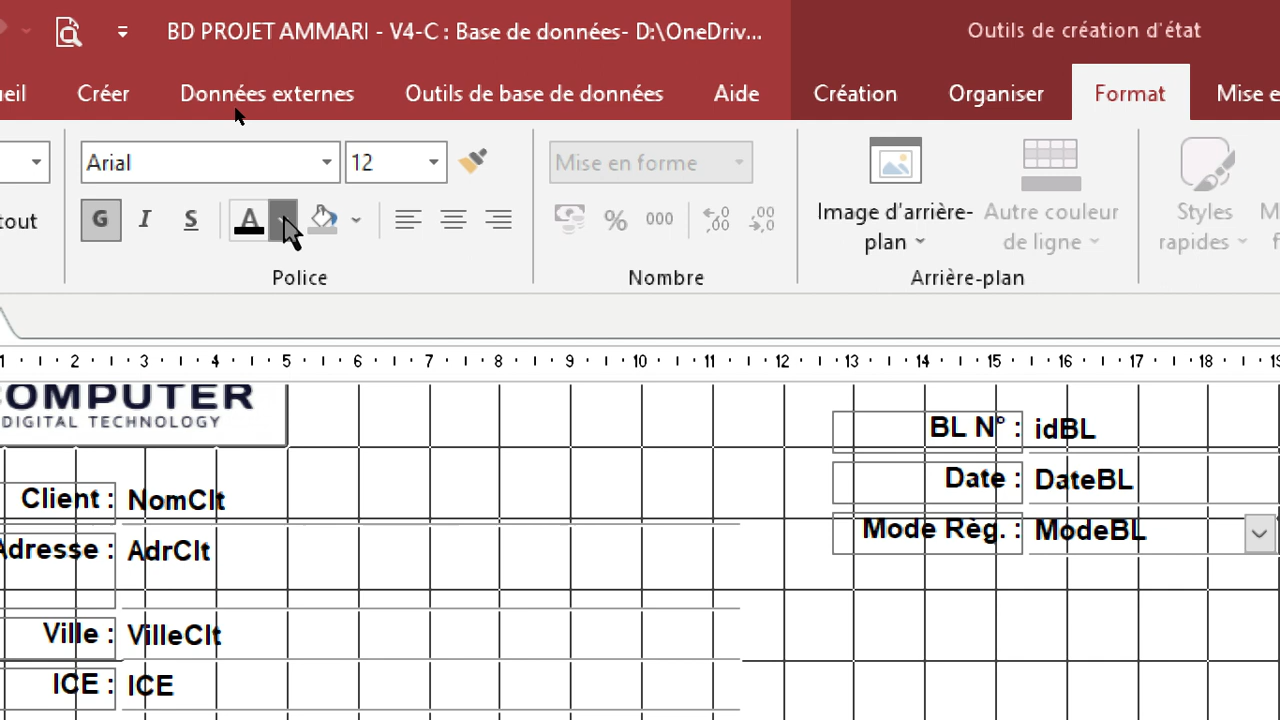 BD PROJET AMMARI - V4-C : Base de données- D:\OneDriv...
Outils de création d'état
Créer Données externes Outils de base de données Aide Création Organiser Format Mise e
Arial 12 Mise en forme
tout G I S A % 000 ,00 ,00
Image d'arrière-plan Autre couleur de ligne Styles rapides
Police Nombre Arrière-plan
1 2 3 4 5 6 7 8 9 10 11 12 13 14 15 16 17 18 19
COMPUTER
DIGITAL TECHNOLOGY
BL N° : idBL
Date : DateBL
Mode Règ. : ModeBL
Client : NomClt
Adresse : AdrClt
Ville : VilleClt
ICE : ICE